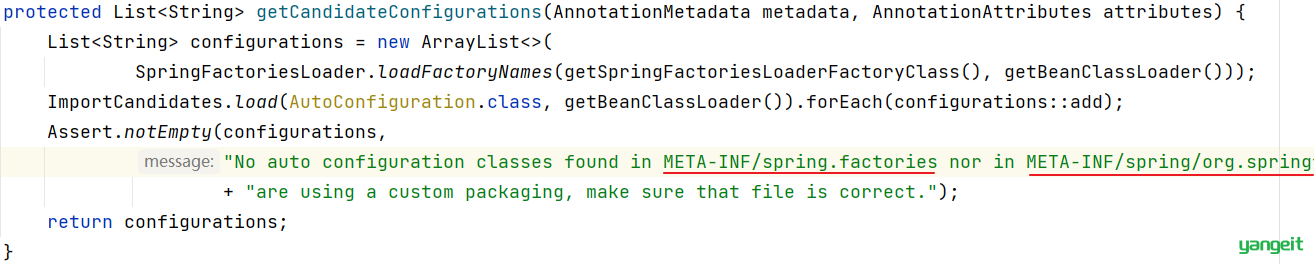 protected List<String> getCandidateConfigurations(AnnotationMetadata metadata, AnnotationAttributes attributes) {
List<String> configurations = new ArrayList<>(
SpringFactoriesLoader.loadFactoryNames(getSpringFactoriesLoaderFactoryClass(), getBeanClassLoader()));
ImportCandidates.load(AutoConfiguration.class, getBeanClassLoader()).forEach(configurations::add);
Assert.notEmpty(configurations,
message: "No auto configuration classes found in META-INF/spring.factories nor in META-INF/spring/org.spring
+ "are using a custom packaging, make sure that file is correct.");
return configurations;
}
yangeit